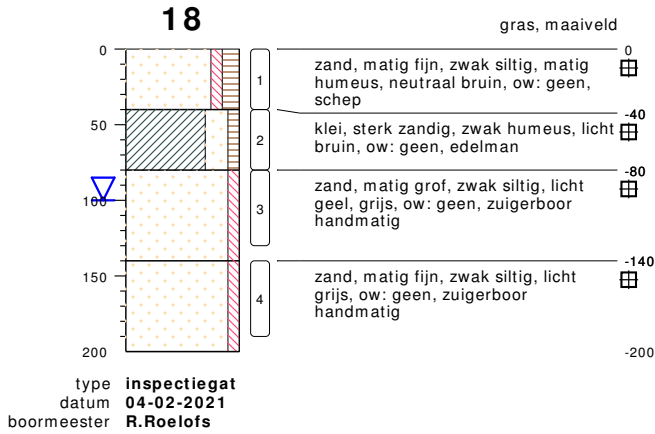 18
gras, maaiveld
0
0
zand, matig fijn, zwak siltig, matig
humeus, neutraal bruin, ow: geen,
schep
1
-40
50
klei, sterk zandig, zwak humeus, licht
bruin, ow: geen, edelman
2
-80
zand, matig grof, zwak siltig, licht
geel, grijs, ow: geen, zuigerboor
handmatig
100
3
-140
150
zand, matig fijn, zwak siltig, licht
grijs, ow: geen, zuigerboor
handmatig
4
200
-200
type inspectiegat
datum 04-02-2021
boormeester R.Roelofs